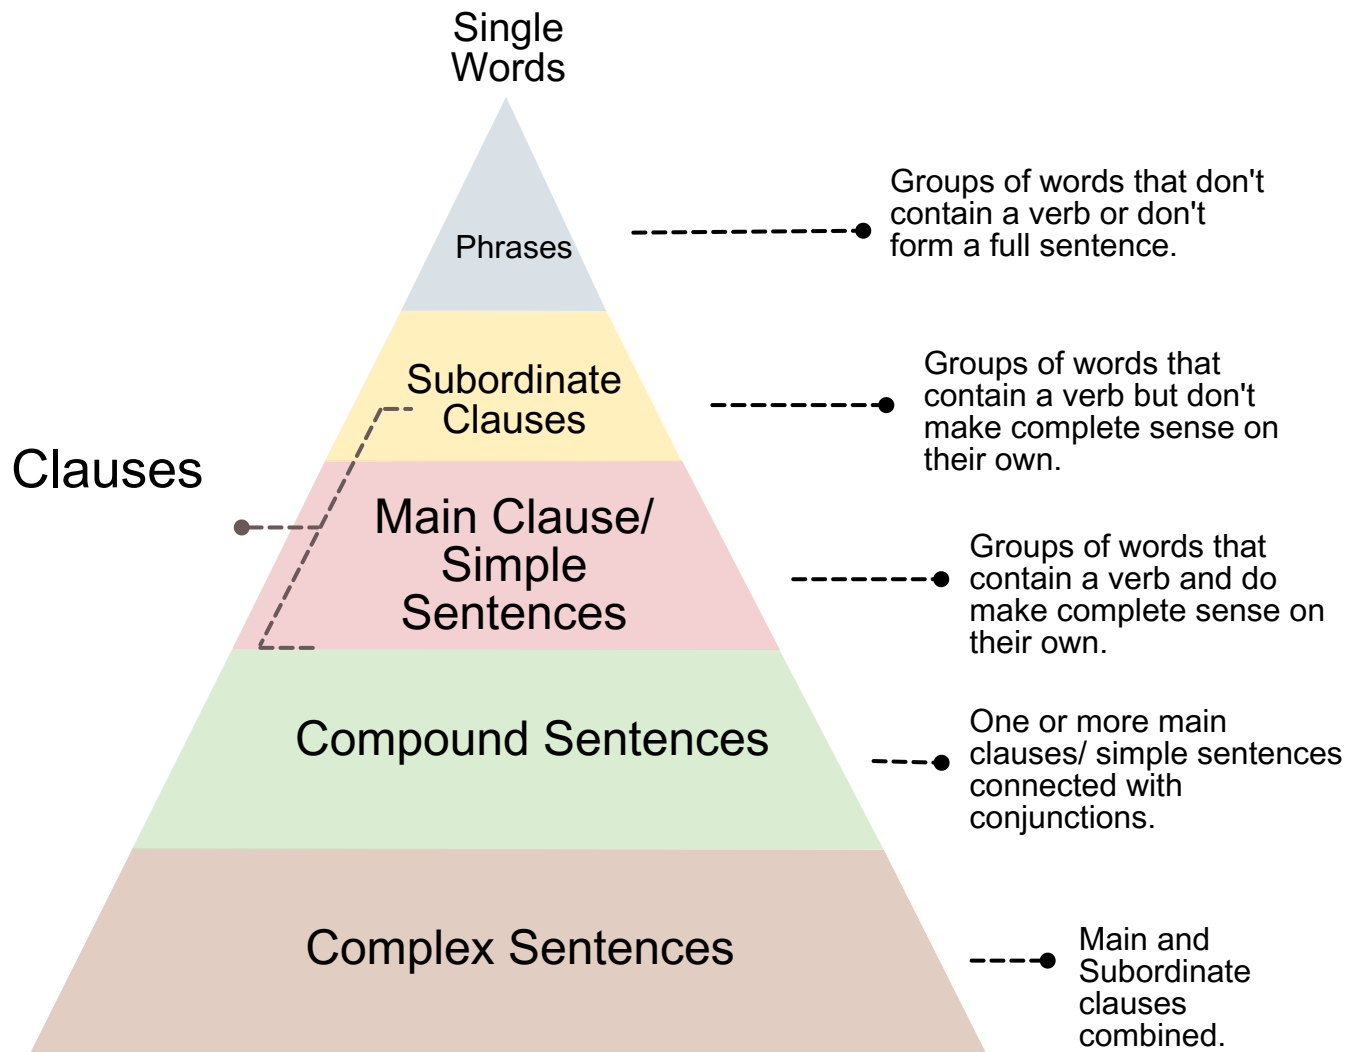 Single
Words
Phrases
Groups of words that don't
contain a verb or don't
form a full sentence.
Subordinate
Clauses
Groups of words that
contain a verb but don't
make complete sense on
their own.
Clauses
Main Clause/
Simple
Sentences
Groups of words that
contain a verb and do
make complete sense on
their own.
Compound Sentences
One or more main
clauses/ simple sentences
connected with
conjunctions.
Complex Sentences
Main and
Subordinate
clauses
combined.